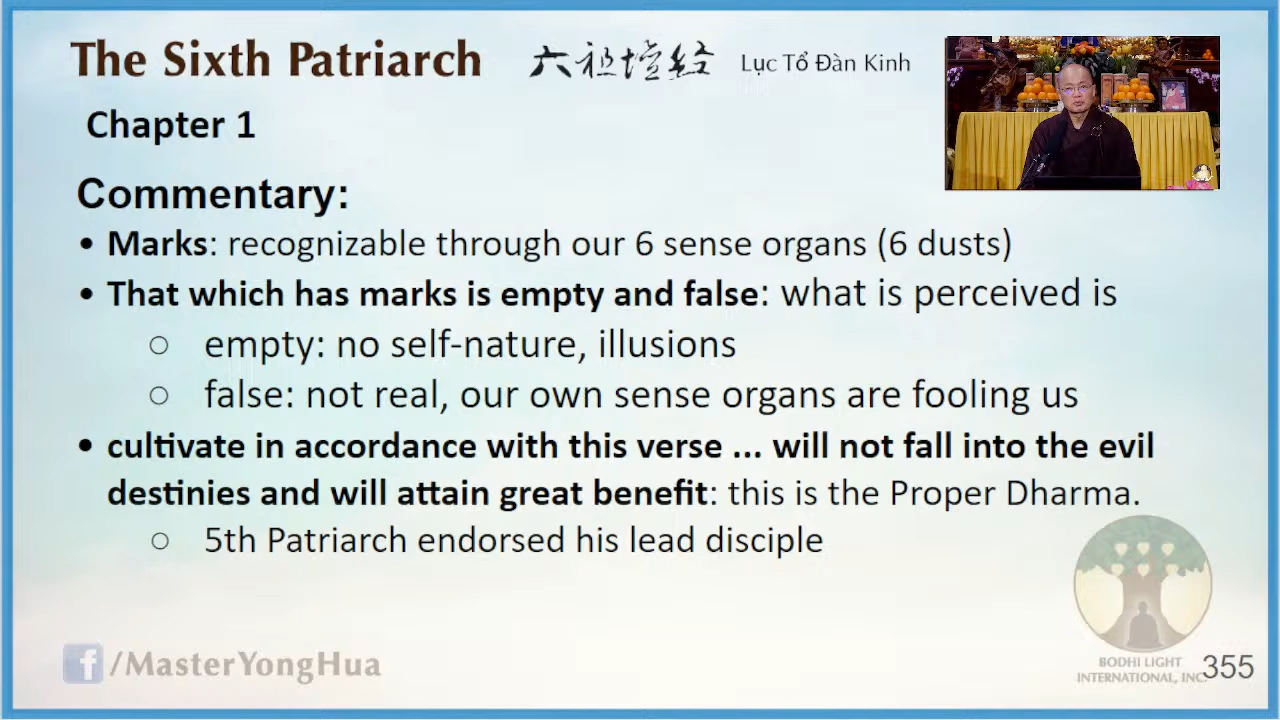 The Sixth Patriarch 六祖壇经 Lục Tổ Đàn Kinh
Chapter 1
Commentary:
• Marks: recognizable through our 6 sense organs (6 dusts)
• That which has marks is empty and false: what is perceived is
○ empty: no self-nature, illusions
○ false: not real, our own sense organs are fooling us
• cultivate in accordance with this verse ... will not fall into the evil
destinies and will attain great benefit: this is the Proper Dharma.
○ 5th Patriarch endorsed his lead disciple
f/MasterYongHua
BODHI LIGHT
INTERNATIONAL, INC.
355